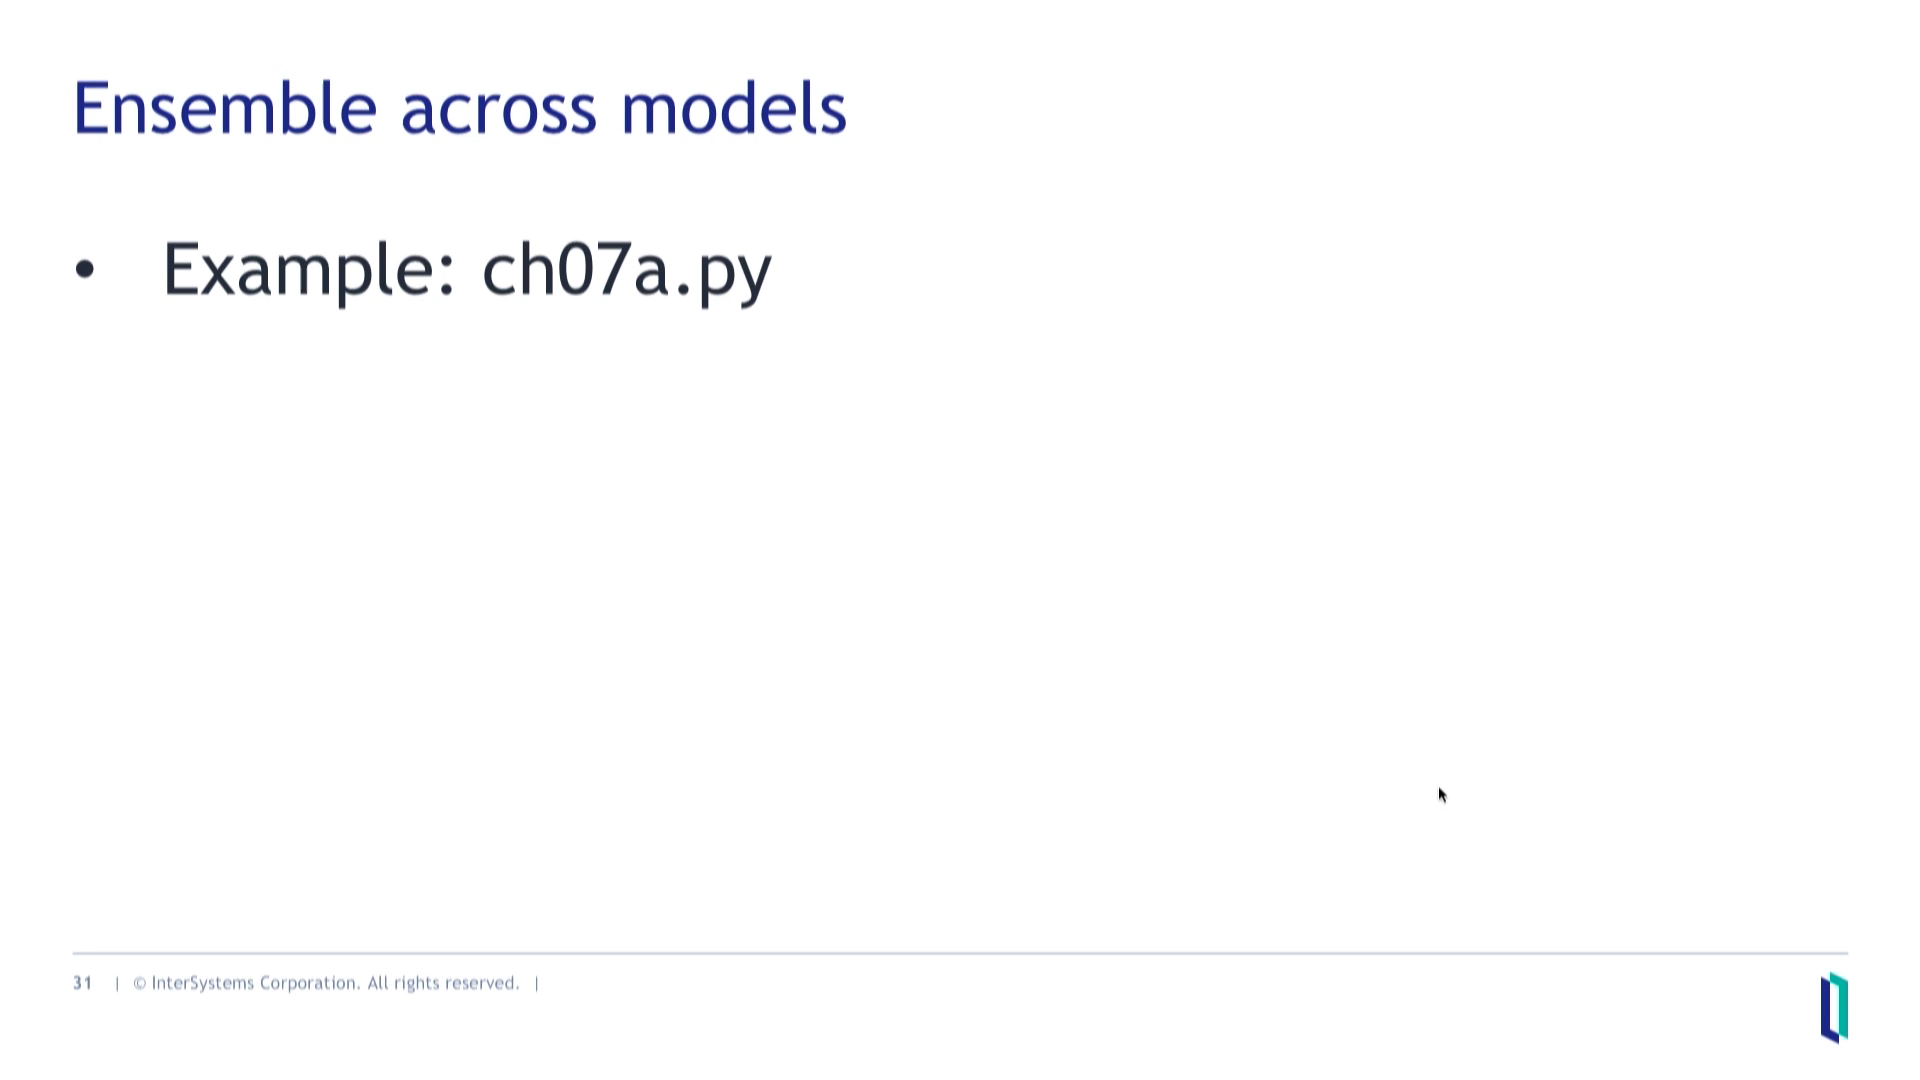 Ensemble across models
• Example: ch07a.py
31 | © InterSystems Corporation. All rights reserved. |